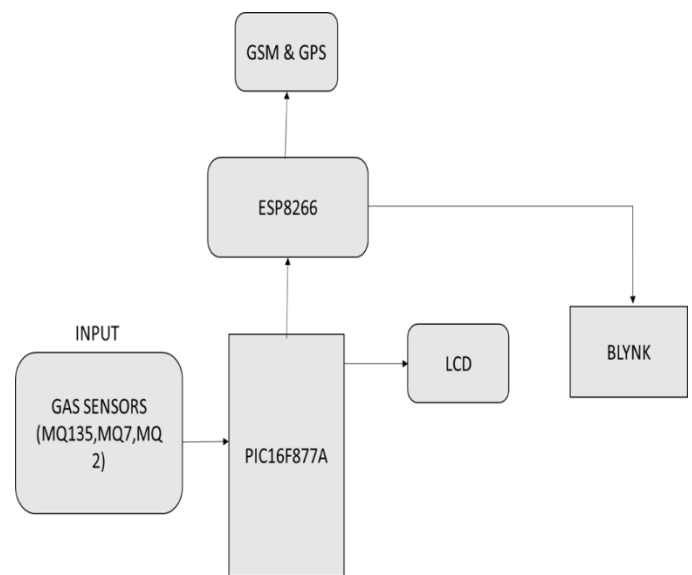 GSM & GPS
ESP8266
INPUT
GAS SENSORS
(MQ135,MQ7,MQ
2)
PIC16F877A
LCD
BLYNK